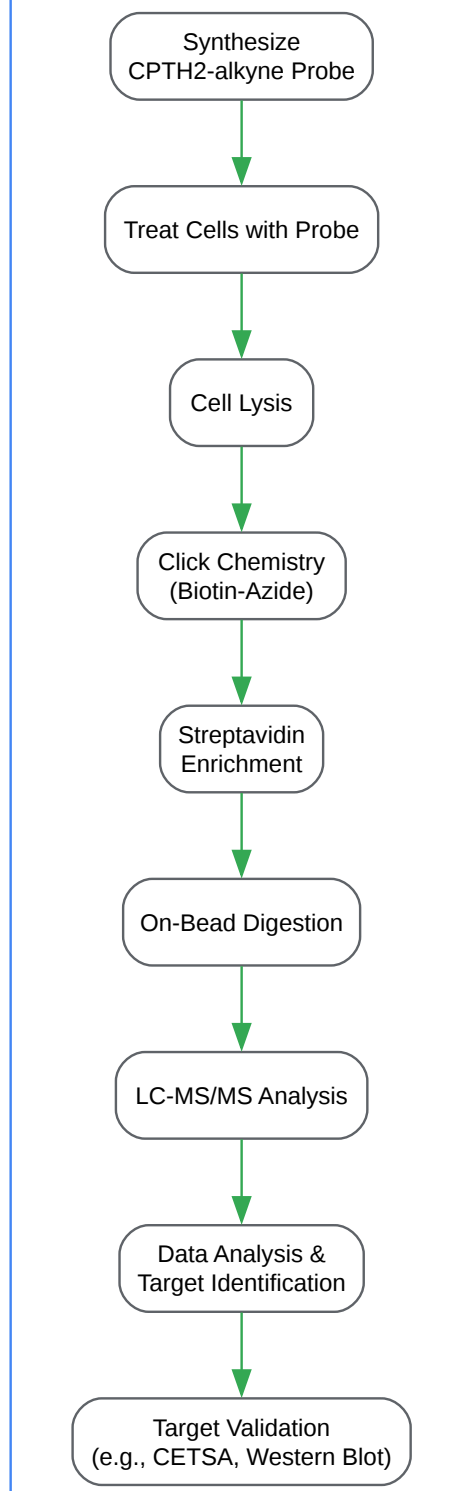 Synthesize
CPTH2-alkyne Probe
Treat Cells with Probe
Cell Lysis
Click Chemistry
(Biotin-Azide)
Streptavidin
Enrichment
On-Bead Digestion
LC-MS/MS Analysis
Data Analysis &
Target Identification
Target Validation
(e.g., CETSA, Western Blot)